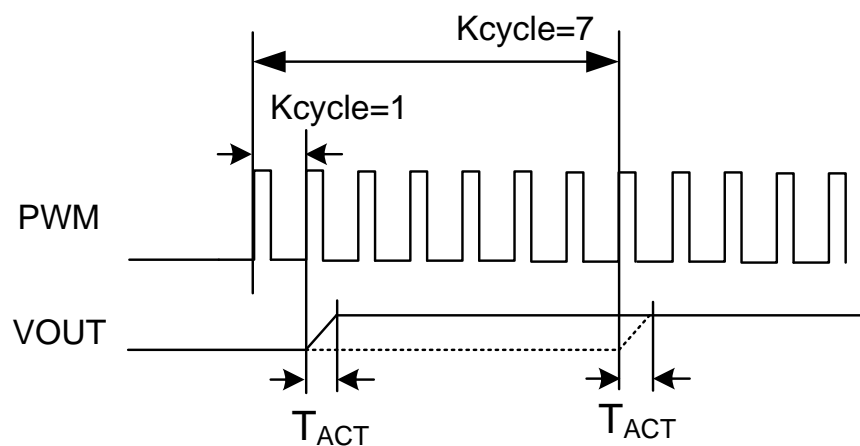 Kcycle=7
Kcycle=1
PWM
VOUT
TACT
TACT